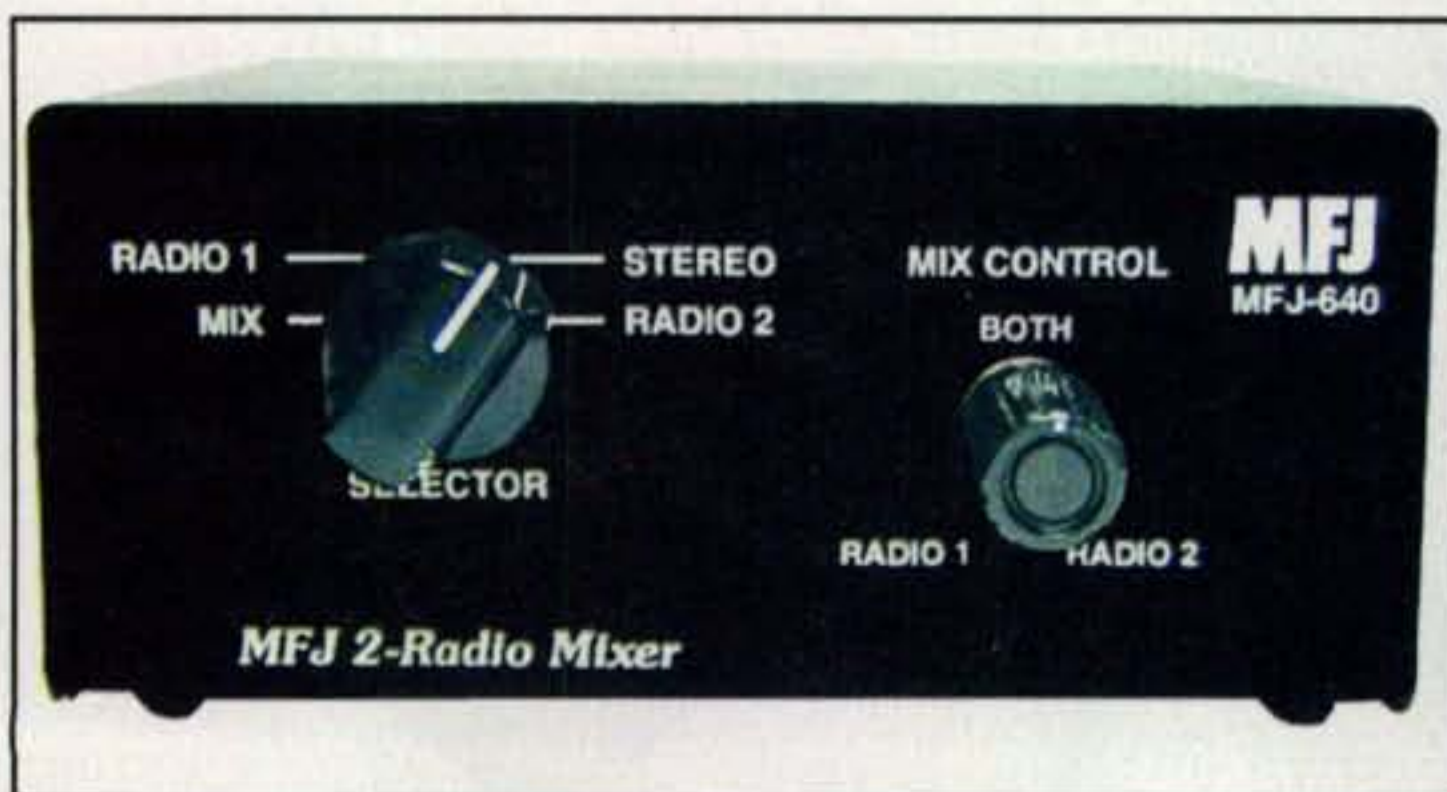 MFJ
MFJ-640
RADIO 1
STEREO
MIX CONTROL
MIX
RADIO 2
BOTH
SELECTOR
RADIO 1
RADIO 2
MFJ 2-Radio Mixer